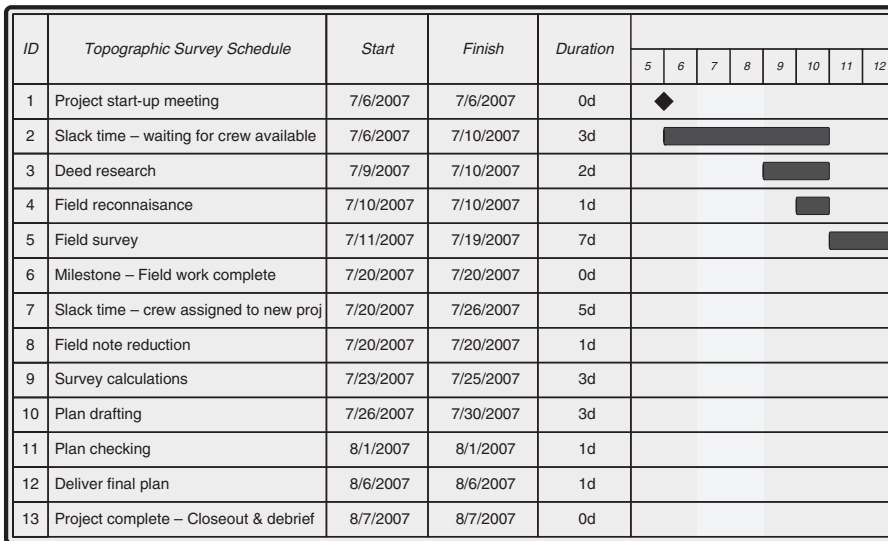 ID Topographic Survey Schedule Start Finish Duration
5 6 7 8 9 10 11 12
1 Project start-up meeting 7/6/2007 7/6/2007 0d
2 Slack time – waiting for crew available 7/6/2007 7/10/2007 3d
3 Deed research 7/9/2007 7/10/2007 2d
4 Field reconnaisance 7/10/2007 7/10/2007 1d
5 Field survey 7/11/2007 7/19/2007 7d
6 Milestone – Field work complete 7/20/2007 7/20/2007 0d
7 Slack time – crew assigned to new proj 7/20/2007 7/26/2007 5d
8 Field note reduction 7/20/2007 7/20/2007 1d
9 Survey calculations 7/23/2007 7/25/2007 3d
10 Plan drafting 7/26/2007 7/30/2007 3d
11 Plan checking 8/1/2007 8/1/2007 1d
12 Deliver final plan 8/6/2007 8/6/2007 1d
13 Project complete – Closeout & debrief 8/7/2007 8/7/2007 0d